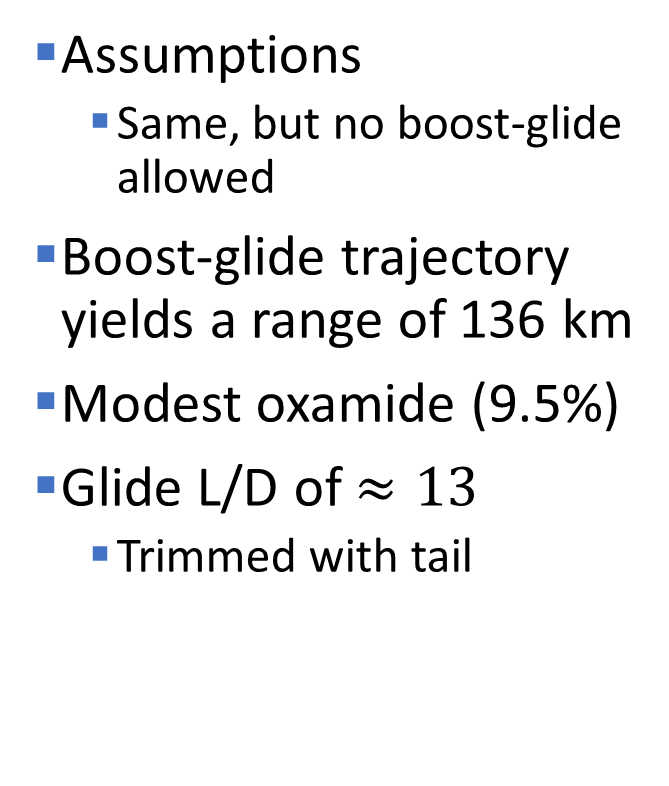 ▪Assumptions
▪Same, but no boost-glide
allowed
▪Boost-glide trajectory
yields a range of 136 km
▪Modest oxamide (9.5%)
▪Glide L/D of ≈ 13
▪Trimmed with tail